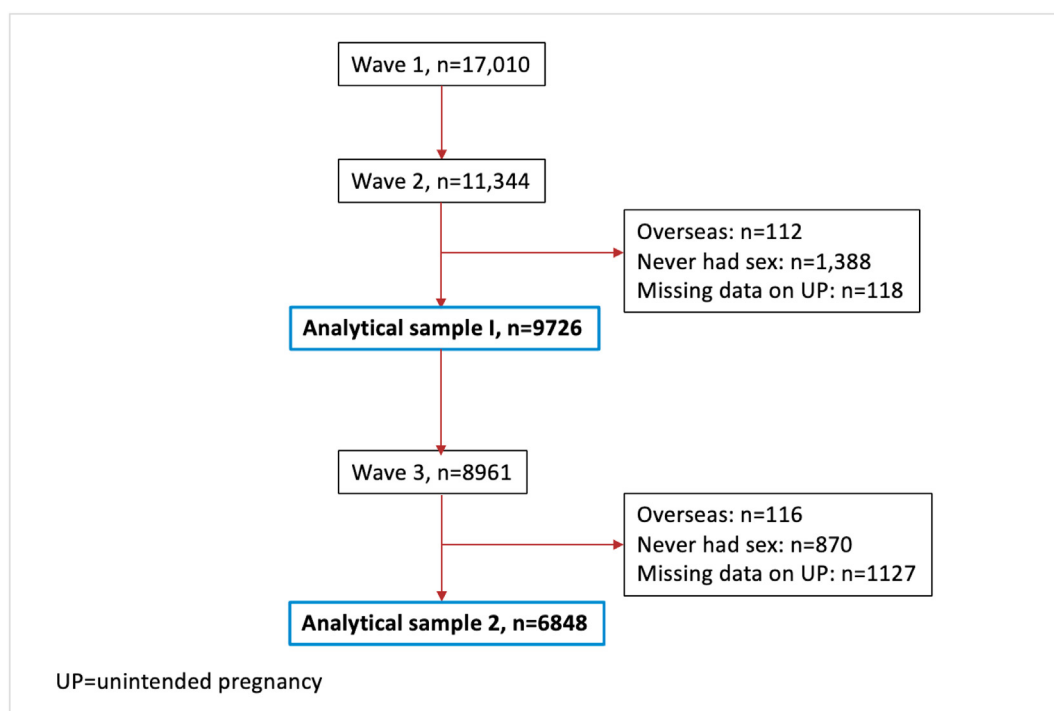 Wave 1, n=17,010
Wave 2, n=11,344
Overseas: n=112
Never had sex: n=1,388
Missing data on UP: n=118
Analytical sample I, n=9726
Wave 3, n=8961
Overseas: n=116
Never had sex: n=870
Missing data on UP: n=1127
Analytical sample 2, n=6848
UP=unintended pregnancy